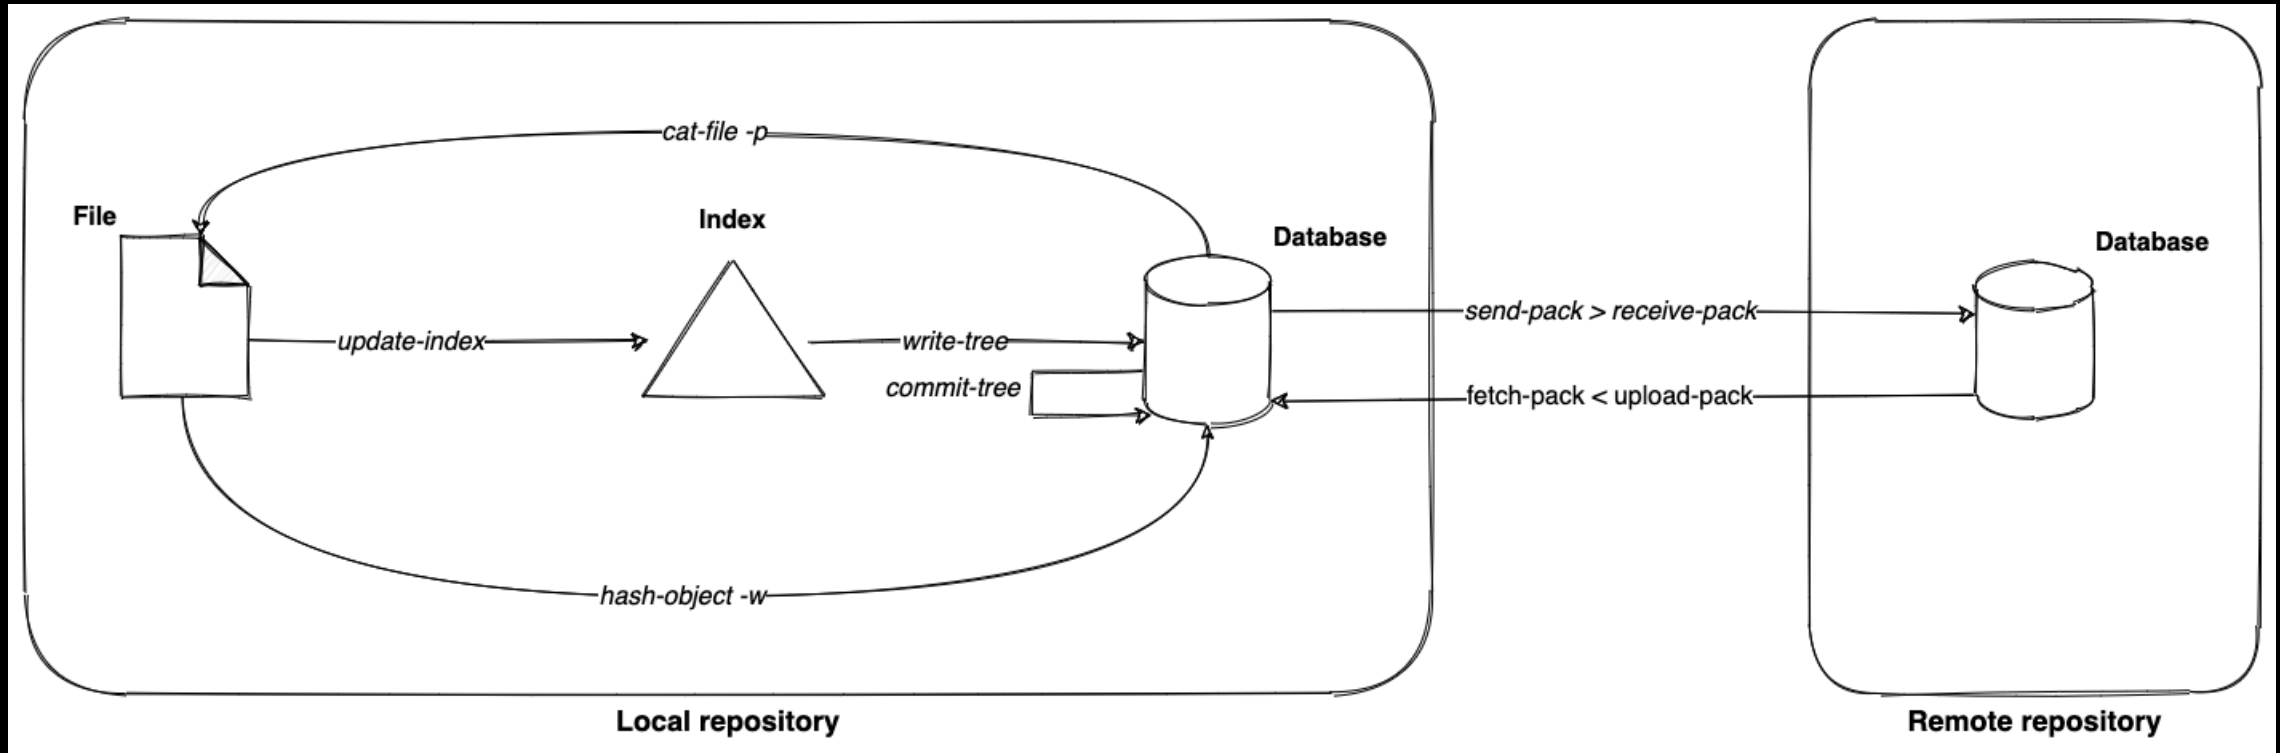 cat-file -p
File
Index
Database
Database
update-index
write-tree
commit-tree
send-pack > receive-pack
fetch-pack < upload-pack
hash-object -w
Local repository
Remote repository